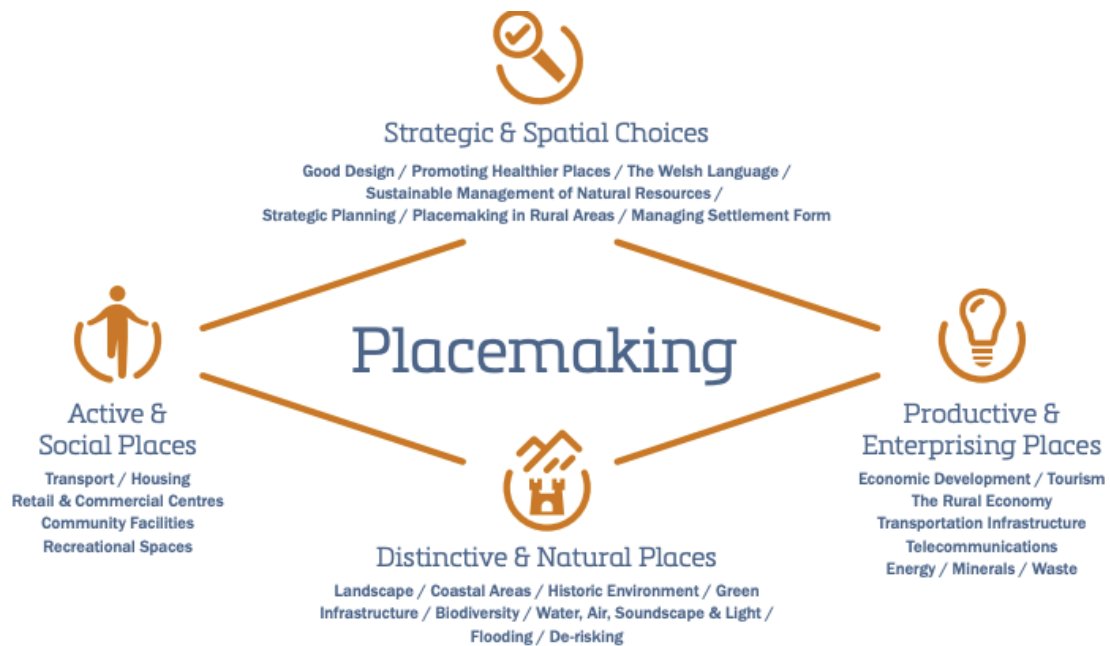 Strategic & Spatial Choices
Good Design / Promoting Healthier Places / The Welsh Language /
Sustainable Management of Natural Resources /
Strategic Planning / Placemaking in Rural Areas / Managing Settlement Form
Placemaking
Active &
Social Places
Transport / Housing
Retail & Commercial Centres
Community Facilities
Recreational Spaces
Productive &
Enterprising Places
Economic Development / Tourism
The Rural Economy
Transportation Infrastructure
Telecommunications
Energy / Minerals / Waste
Distinctive & Natural Places
Landscape / Coastal Areas / Historic Environment / Green
Infrastructure / Biodiversity / Water, Air, Soundscape & Light /
Flooding / De-risking